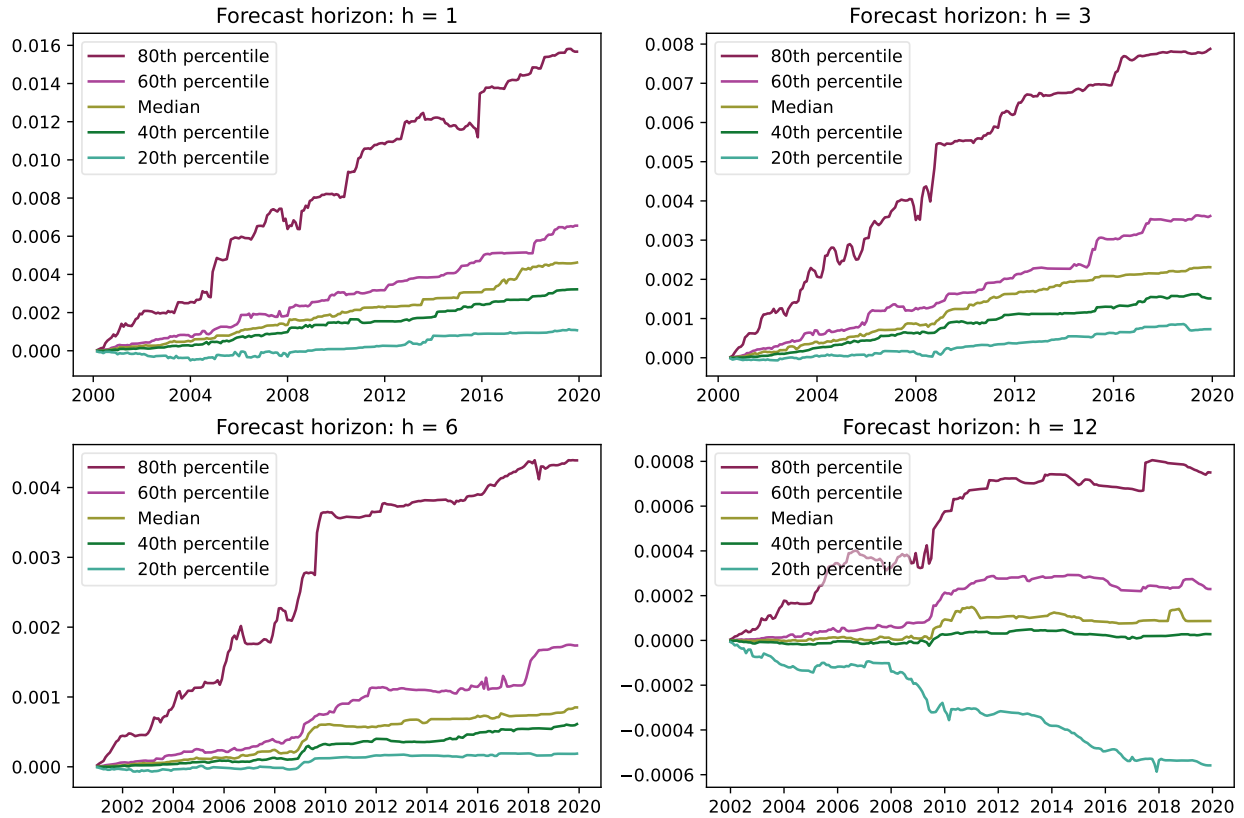 Forecast horizon: h = 1
0.016
0.014
0.012
0.010
0.008
0.006
0.004
0.002
0.000
80th percentile
60th percentile
Median
40th percentile
20th percentile
2000 2004 2008 2012 2016 2020
Forecast horizon: h = 3
0.008
0.007
0.006
0.005
0.004
0.003
0.002
0.001
0.000
80th percentile
60th percentile
Median
40th percentile
20th percentile
2000 2004 2008 2012 2016 2020
Forecast horizon: h = 6
0.004
0.003
0.002
0.001
0.000
80th percentile
60th percentile
Median
40th percentile
20th percentile
2002 2004 2006 2008 2010 2012 2014 2016 2018 2020
Forecast horizon: h = 12
0.0008
0.0006
0.0004
0.0002
0.0000
−0.0002
−0.0004
−0.0006
80th percentile
60th percentile
Median
40th percentile
20th percentile
2002 2004 2006 2008 2010 2012 2014 2016 2018 2020